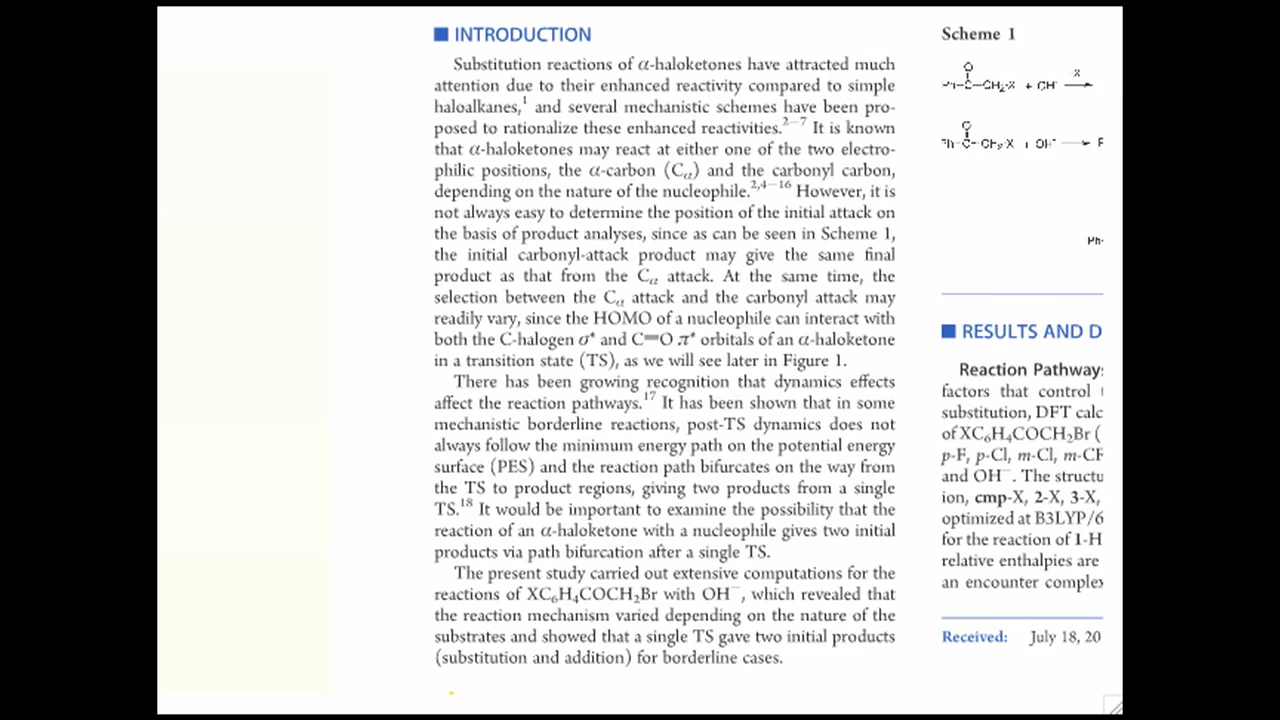 INTRODUCTION
Substitution reactions of α-haloketones have attracted much
attention due to their enhanced reactivity compared to simple
haloalkanes,1 and several mechanistic schemes have been pro-
posed to rationalize these enhanced reactivities.2−7 It is known
that α-haloketones may react at either one of the two electro-
philic positions, the α-carbon (Cα) and the carbonyl carbon,
depending on the nature of the nucleophile.2,4−16 However, it is
not always easy to determine the position of the initial attack on
the basis of product analyses, since as can be seen in Scheme 1,
the initial carbonyl-attack product may give the same final
product as that from the Cα attack. At the same time, the
selection between the Cα attack and the carbonyl attack may
readily vary, since the HOMO of a nucleophile can interact with
both the C-halogen σ* and C=O π* orbitals of an α-haloketone
in a transition state (TS), as we will see later in Figure 1.
There has been growing recognition that dynamics effects
affect the reaction pathways.17 It has been shown that in some
mechanistic borderline reactions, post-TS dynamics does not
always follow the minimum energy path on the potential energy
surface (PES) and the reaction path bifurcates on the way from
the TS to product regions, giving two products from a single
TS.18 It would be important to examine the possibility that the
reaction of an α-haloketone with a nucleophile gives two initial
products via path bifurcation after a single TS.
The present study carried out extensive computations for the
reactions of XC6H4COCH2Br with OH−, which revealed that
the reaction mechanism varied depending on the nature of the
substrates and showed that a single TS gave two initial products
(substitution and addition) for borderline cases.
Scheme 1
Ph-
RESULTS AND D
Reaction Pathway
factors that control
substitution, DFT calc
of XC6H4COCH2Br (
p-F, p-Cl, m-Cl, m-CF
and OH−. The structu
ion, cmp-X, 2-X, 3-X,
optimized at B3LYP/6
for the reaction of 1-H
relative enthalpies are
an encounter complex
Received: July 18, 20